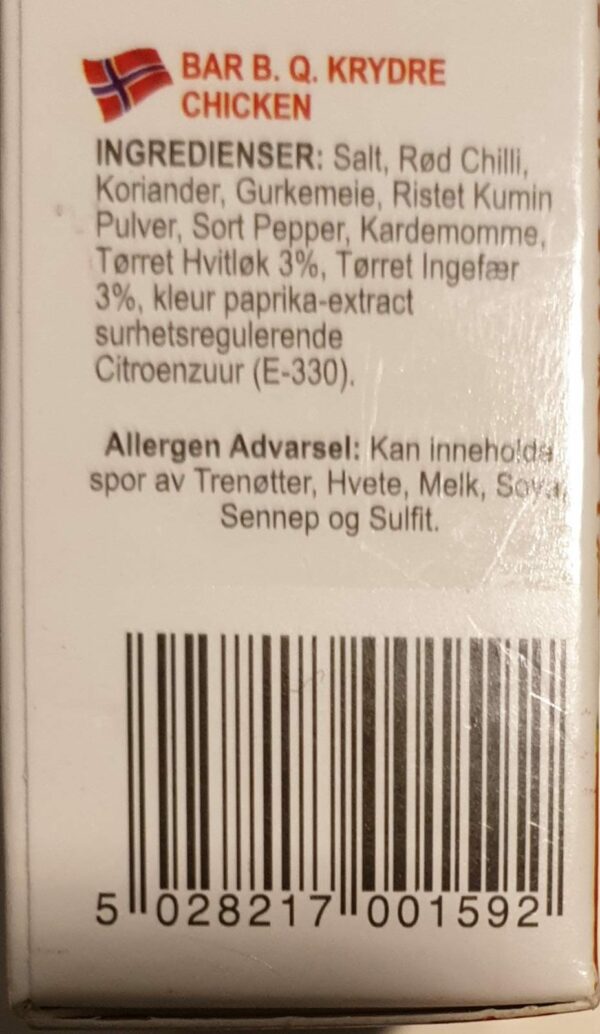 BAR B. Q. KRYDRE
CHICKEN
INGREDIENSER: Salt, Rød Chilli,
Koriander, Gurkemeie, Ristet Kumin
Pulver, Sort Pepper, Kardemomme,
Tørret Hvitløk 3%, Tørret Ingefær
3%, kleur paprika-extract
surhetsregulerende
Citroenzuur (E-330).
Allergen Advarsel: Kan inneholde
spor av Trenøtter, Hvete, Melk, Soya,
Sennep og Sulfit.
5 028217 001592